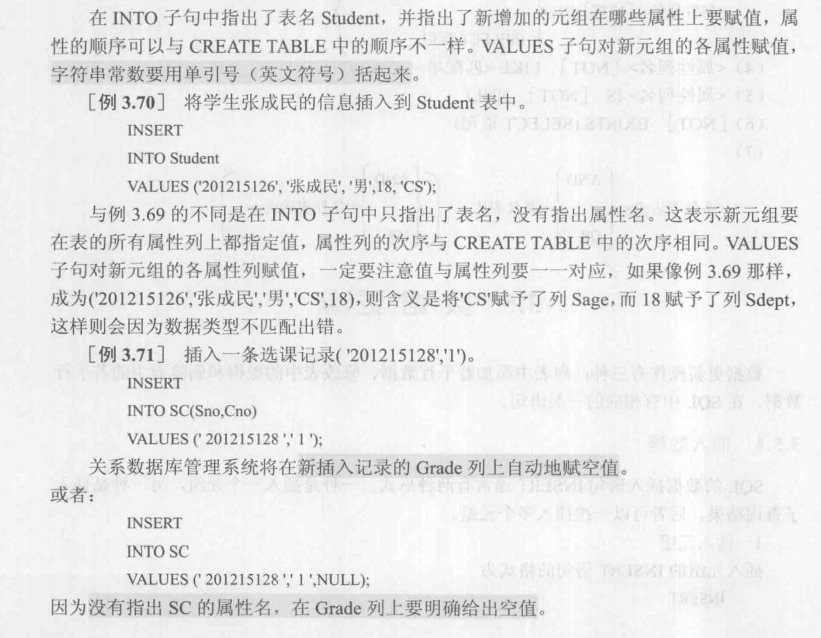 在 INTO 子句中指出了表名 Student，并指出了新增加的元组在哪些属性上要赋值，属
性的顺序可以与 CREATE TABLE 中的顺序不一样。VALUES 子句对新元组的各属性赋值，
字符串常数要用单引号（英文符号）括起来。
［例 3.70］ 将学生张成民的信息插入到 Student 表中。
INSERT
INTO Student
VALUES ('201215126', '张成民', '男',18, 'CS');
与例 3.69 的不同是在 INTO 子句中只指出了表名，没有指出属性名。这表示新元组要
在表的所有属性列上都指定值，属性列的次序与 CREATE TABLE 中的次序相同。VALUES
子句对新元组的各属性列赋值，一定要注意值与属性列要一一对应，如果像例 3.69 那样，
成为('201215126','张成民','男','CS',18)，则含义是将'CS'赋予了列 Sage，而 18 赋予了列 Sdept，
这样则会因为数据类型不匹配出错。
［例 3.71］ 插入一条选课记录( '201215128','1')。
INSERT
INTO SC(Sno,Cno)
VALUES (' 201215128 ',' 1 ');
关系数据库管理系统将在新插入记录的 Grade 列上自动地赋空值。
或者：
INSERT
INTO SC
VALUES (' 201215128 ',' 1 ',NULL);
因为没有指出 SC 的属性名，在 Grade 列上要明确给出空值。